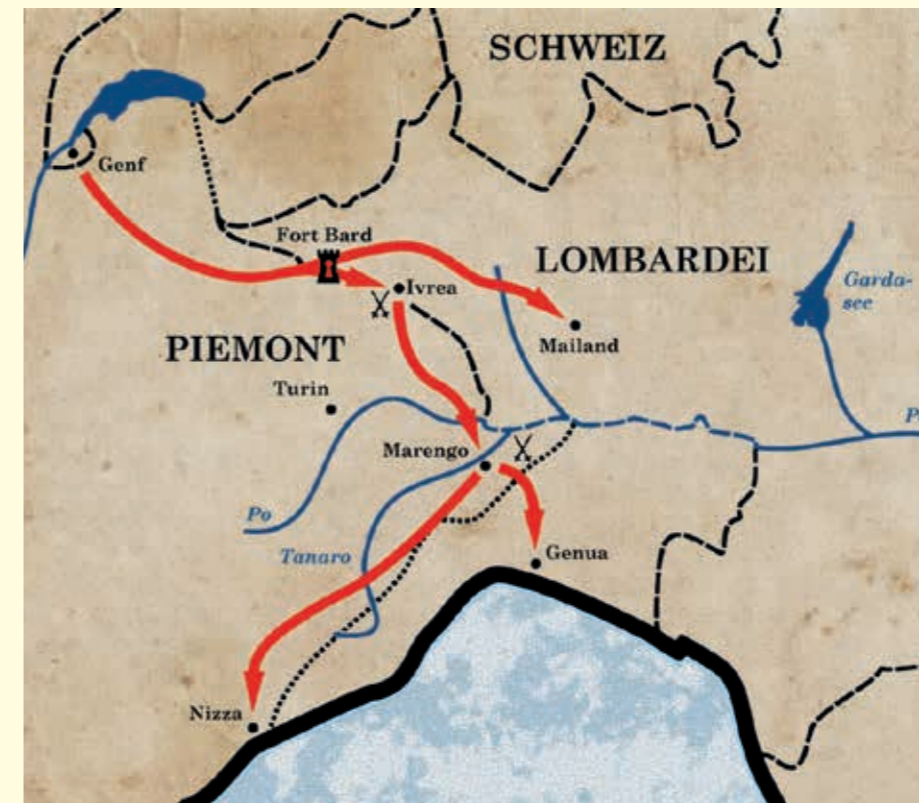 SCHWEIZ
Genf
Fort Bard
LOMBARDEI
Ivrea
Garda-
see
Mailand
PIEMONT
Turin
P
Marengo
Po
Tanaro
Genua
Nizza